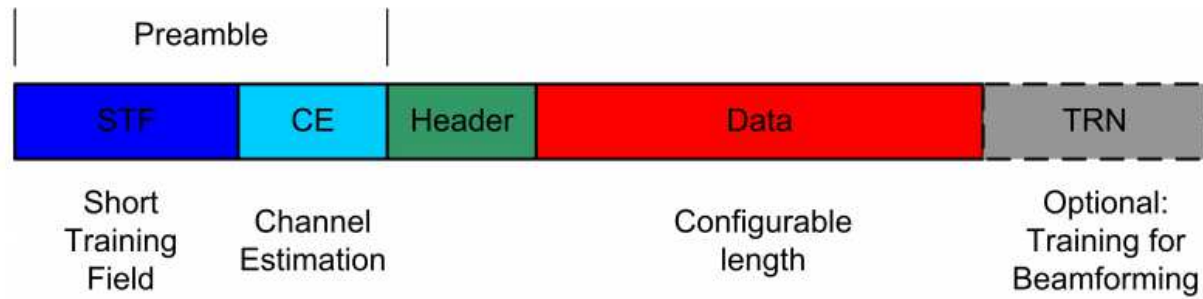 Preamble
STF
CE
Header
Data
TRN
Short
Training
Field
Channel
Estimation
Configurable
length
Optional:
Training for
Beamforming